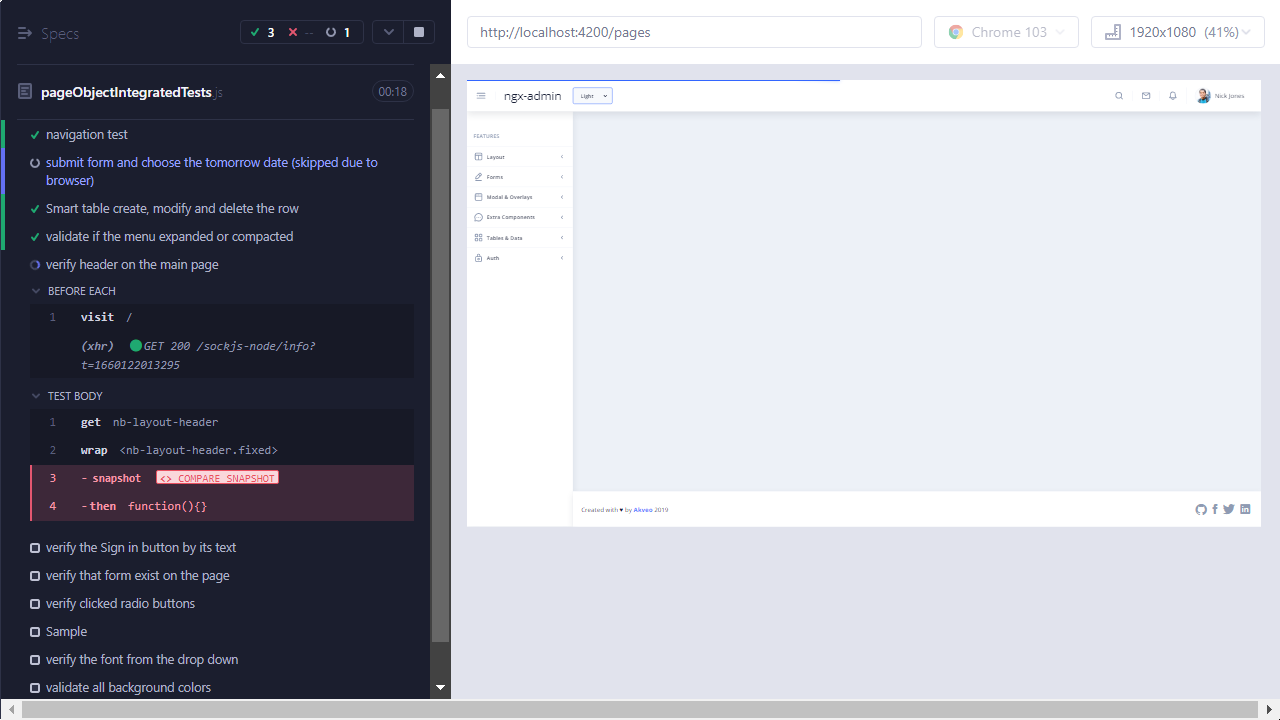 Specs
3
--
1
pageObjectIntegratedTests.js
00:18
navigation test
submit form and choose the tomorrow date (skipped due to
browser)
Smart table create, modify and delete the row
validate if the menu expanded or compacted
verify header on the main page
BEFORE EACH
1 visit /
(xhr) GET 200 /sockjs-node/info?
t=1660122013295
TEST BODY
1 get nb-layout-header
2 wrap <nb-layout-header.fixed>
3 - snapshot <> COMPARE SNAPSHOT
4 -then function(){}
verify the Sign in button by its text
verify that form exist on the page
verify clicked radio buttons
Sample
verify the font from the drop down
validate all background colors
http://localhost:4200/pages
Chrome 103
1920x1080 (41%)
ngx-admin
Light
Nick Jones
FEATURES
Layout
Forms
Modal & Overlays
Extra Components
Tables & Data
Auth
Created with ♥ by Akveo 2019